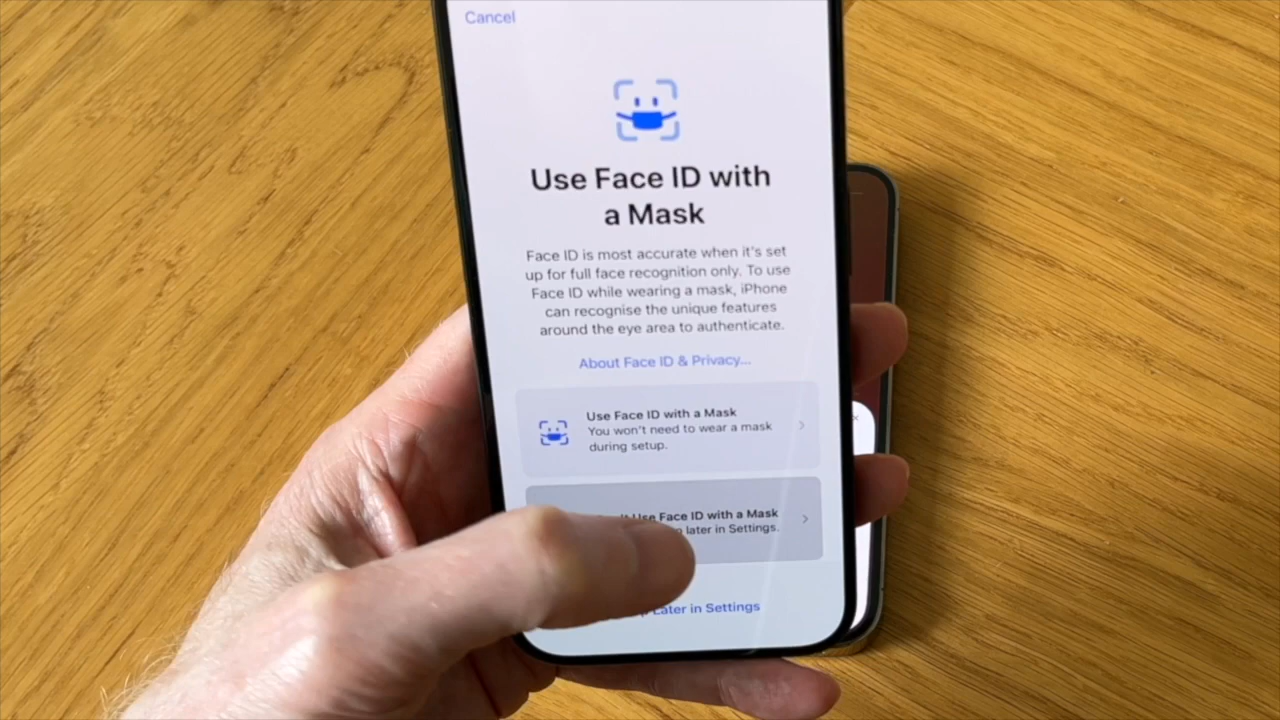 Cancel
Use Face ID with
a Mask
Face ID is most accurate when it's set
up for full face recognition only. To use
Face ID while wearing a mask, iPhone
can recognise the unique features
around the eye area to authenticate.
About Face ID & Privacy...
Use Face ID with a Mask
You won't need to wear a mask
during setup.
Use Face ID with a Mask
later in Settings.
Later in Settings